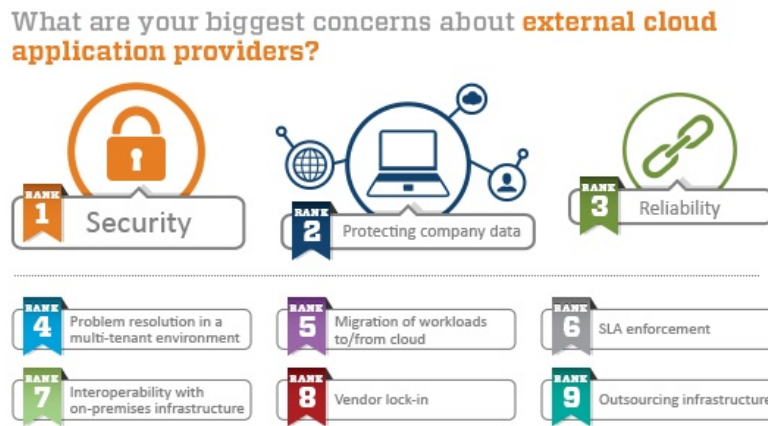 What are your biggest concerns about external cloud
application providers?
RANK
1
Security
RANK
2
Protecting company data
RANK
3
Reliability
RANK
4
Problem resolution in a
multi-tenant environment
RANK
5
Migration of workloads
to/from cloud
RANK
6
SLA enforcement
RANK
7
Interoperability with
on-premises infrastructure
RANK
8
Vendor lock-in
RANK
9
Outsourcing infrastructure